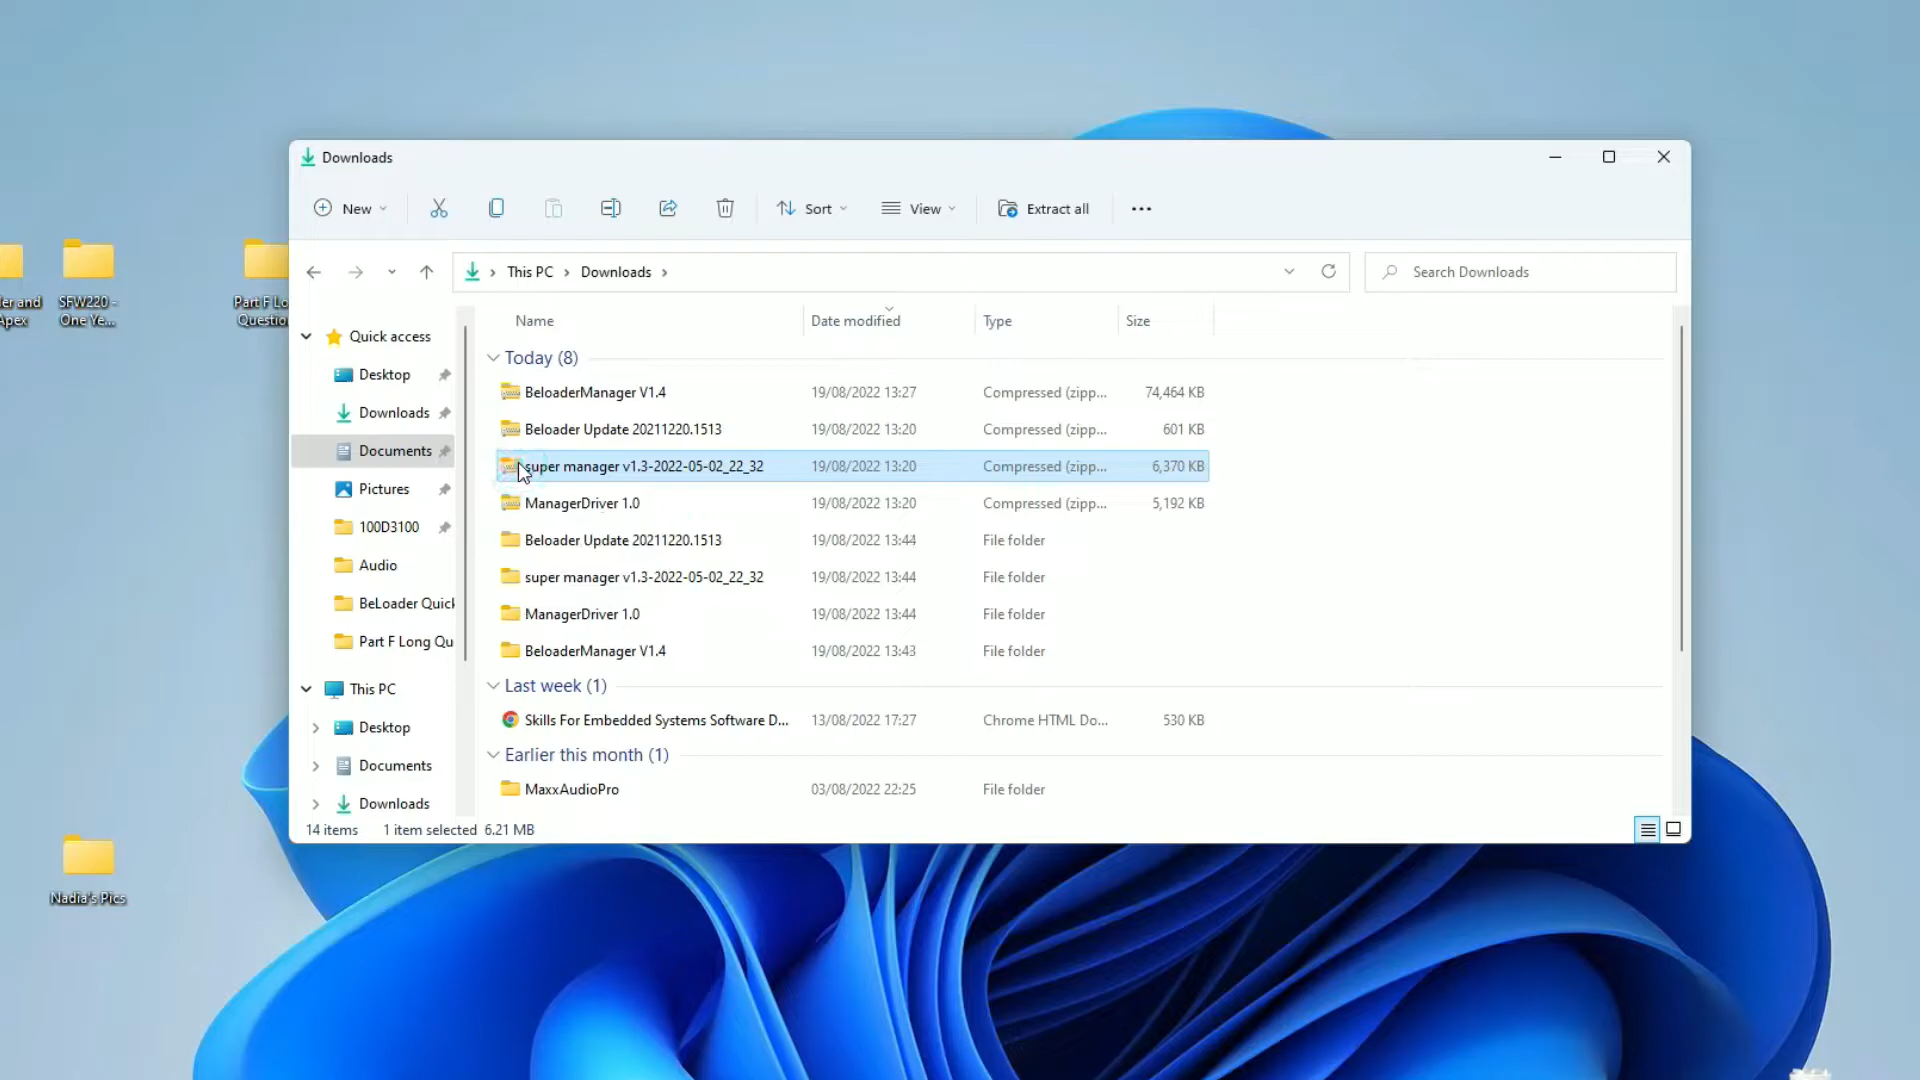 Downloads
New
Sort
View
Extract all
This PC
Downloads
Search Downloads
Part F Lo
Questio
SFW220 -
One Ye...
er and
Apex
Nadia's Pics
Quick access
Desktop
Downloads
Documents
Pictures
100D3100
Audio
BeLoader Quick
Part F Long Qu
This PC
Desktop
Documents
Downloads
Name Date modified Type Size
Today (8)
BeloaderManager V1.4 19/08/2022 13:27 Compressed (zipp... 74,464 KB
Beloader Update 20211220.1513 19/08/2022 13:20 Compressed (zipp... 601 KB
super manager v1.3-2022-05-02_22_32 19/08/2022 13:20 Compressed (zipp... 6,370 KB
ManagerDriver 1.0 19/08/2022 13:20 Compressed (zipp... 5,192 KB
Beloader Update 20211220.1513 19/08/2022 13:44 File folder
super manager v1.3-2022-05-02_22_32 19/08/2022 13:44 File folder
ManagerDriver 1.0 19/08/2022 13:44 File folder
BeloaderManager V1.4 19/08/2022 13:43 File folder
Last week (1)
Skills For Embedded Systems Software D... 13/08/2022 17:27 Chrome HTML Do... 530 KB
Earlier this month (1)
MaxxAudioPro 03/08/2022 22:25 File folder
14 items 1 item selected 6.21 MB